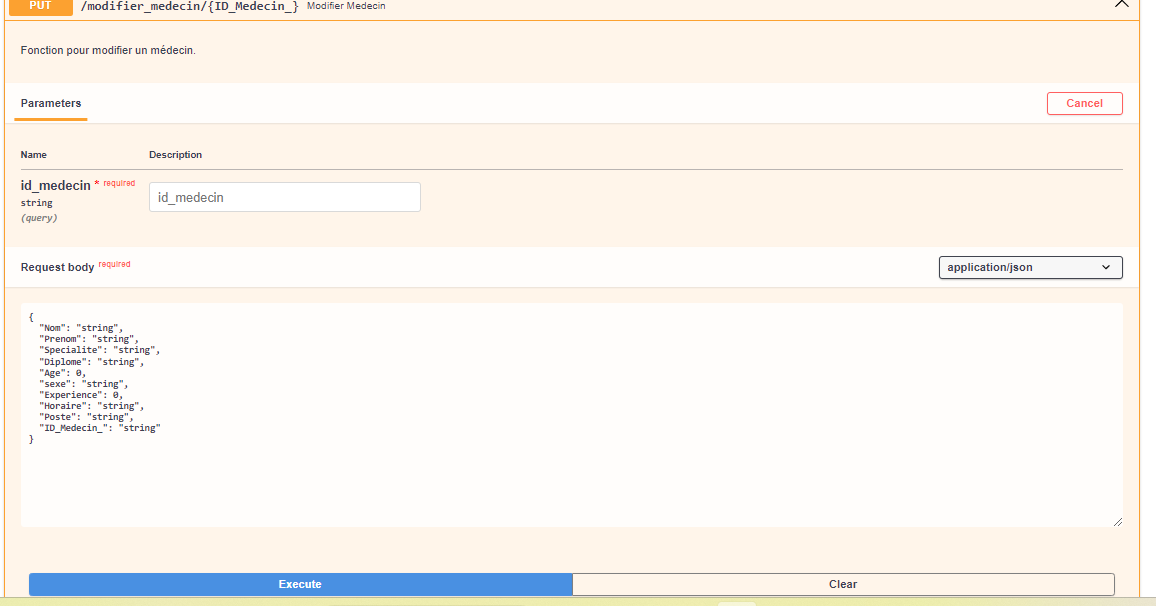 PUT /modifier_medecin/{ID_Medecin_} Modifier Medecin
Fonction pour modifier un médecin.
Parameters
Cancel
Name Description
id_medecin * required
string
(query)
id_medecin
Request body required
application/json
{
"Nom": "string",
"Prenom": "string",
"Specialite": "string",
"Diplome": "string",
"Age": 0,
"sexe": "string",
"Experience": 0,
"Horaire": "string",
"Poste": "string",
"ID_Medecin_": "string"
}
Execute
Clear